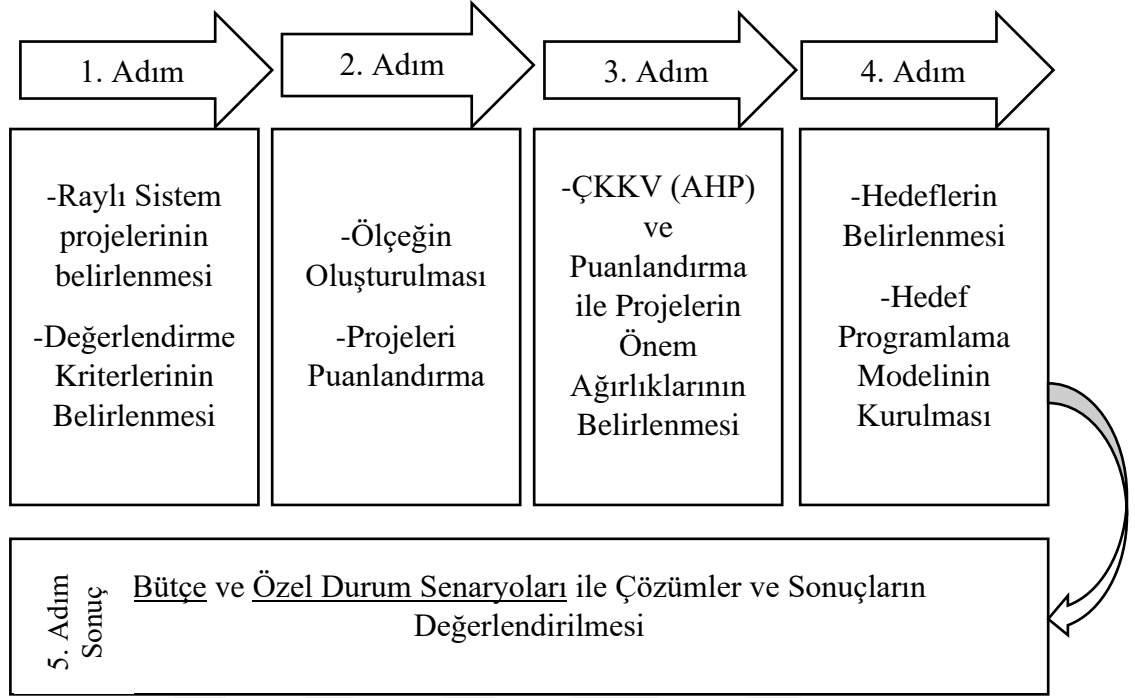 1. Adım
2. Adım
3. Adım
4. Adım
-Raylı Sistem
projelerinin
belirlenmesi
-Değerlendirme
Kriterlerinin
Belirlenmesi
-Ölçeğin
Oluşturulması
-Projeleri
Puanlandırma
-ÇKKV (AHP)
ve
Puanlandırma
ile Projelerin
Önem
Ağırlıklarının
Belirlenmesi
-Hedeflerin
Belirlenmesi
-Hedef
Programlama
Modelinin
Kurulması
5. Adım
Sonuç
Bütçe ve Özel Durum Senaryoları ile Çözümler ve Sonuçların
Değerlendirilmesi